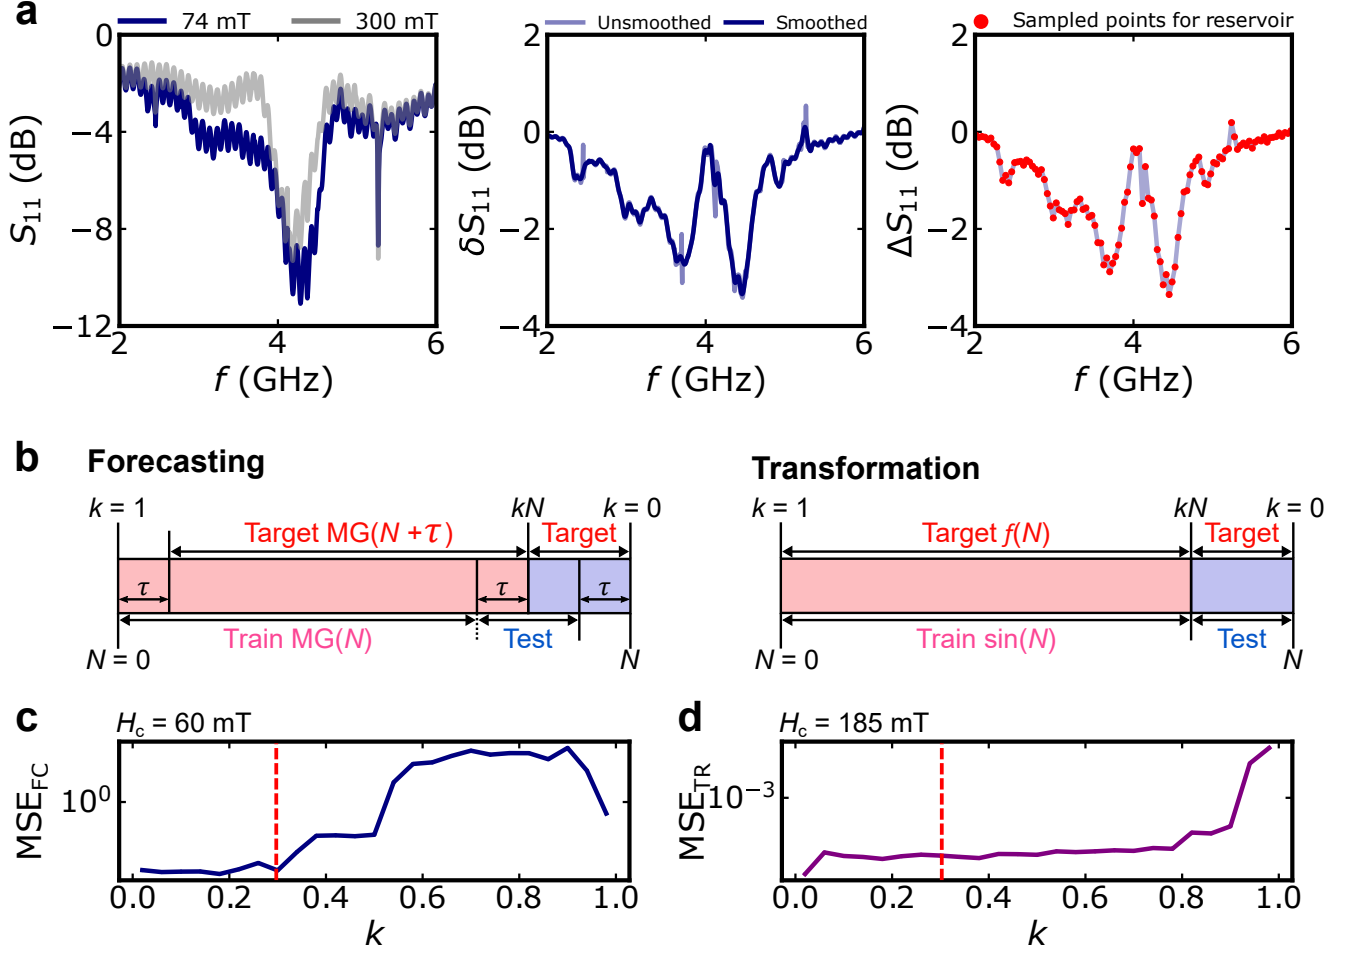 a
74 mT 300 mT
0
−4
−8
−12
2 4 6
S11 (dB)
f (GHz)
Unsmoothed Smoothed
2
0
−2
−4
2 4 6
δS11 (dB)
f (GHz)
Sampled points for reservoir
2
0
−2
−4
2 4 6
ΔS11 (dB)
f (GHz)
b Forecasting
k = 1 kN k = 0
Target MG(N +τ) Target
τ τ τ
Train MG(N) Test
N = 0 N
Transformation
k = 1 kN k = 0
Target f(N) Target
Train sin(N) Test
N = 0 N
c
Hc = 60 mT
MSEFC
10⁰
0.0 0.2 0.4 0.6 0.8 1.0
k
d
Hc = 185 mT
MSETR
10⁻³
0.0 0.2 0.4 0.6 0.8 1.0
k